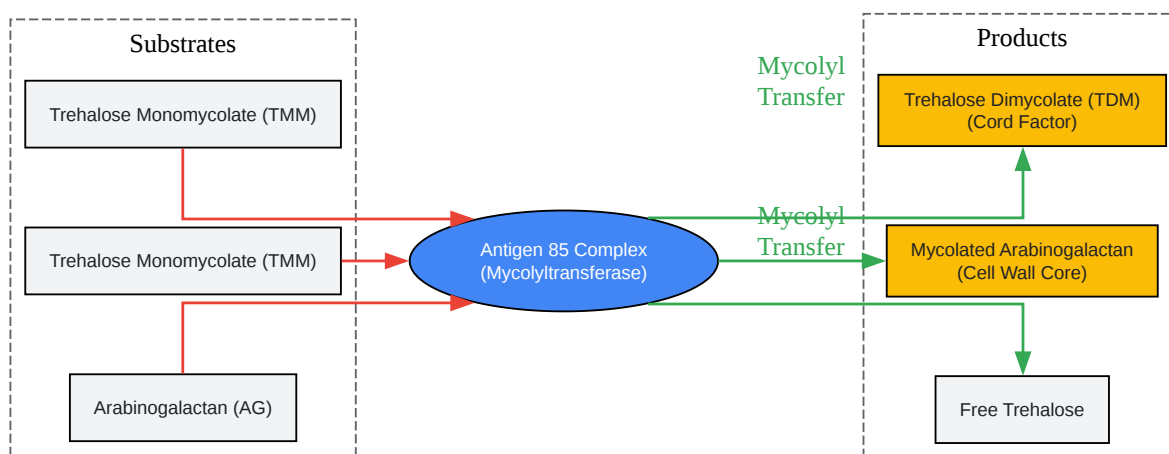 Substrates
Trehalose Monomycolate (TMM)
Trehalose Monomycolate (TMM)
Arabinogalactan (AG)
Antigen 85 Complex
(Mycolyltransferase)
Mycolyl
Transfer
Mycolyl
Transfer
Products
Trehalose Dimycolate (TDM)
(Cord Factor)
Mycolated Arabinogalactan
(Cell Wall Core)
Free Trehalose